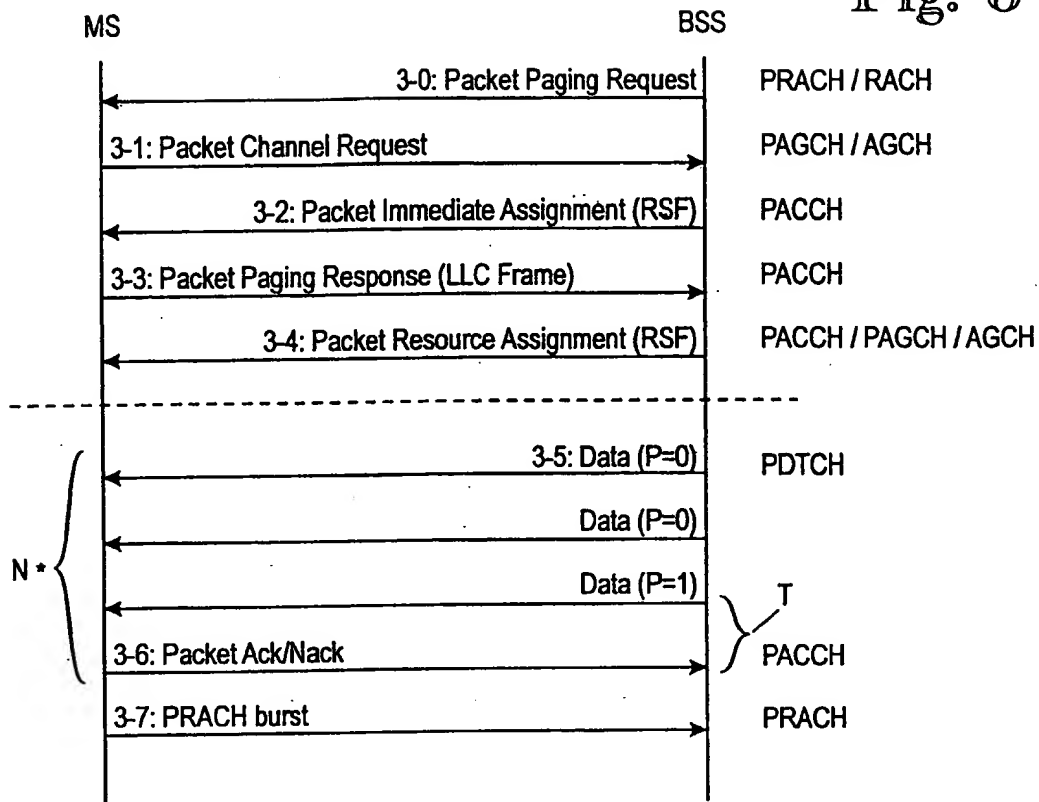 MS BSS
3-0: Packet Paging Request PRACH / RACH
3-1: Packet Channel Request PAGCH / AGCH
3-2: Packet Immediate Assignment (RSF) PACCH
3-3: Packet Paging Response (LLC Frame) PACCH
3-4: Packet Resource Assignment (RSF) PACCH / PAGCH / AGCH
3-5: Data (P=0) PDTCH
Data (P=0)
N *
Data (P=1)
T
3-6: Packet Ack/Nack PACCH
3-7: PRACH burst PRACH